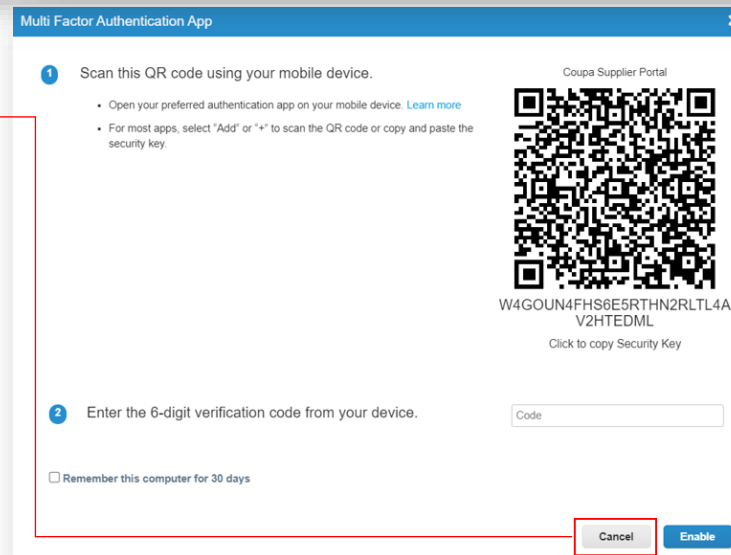 Multi Factor Authentication App
1 Scan this QR code using your mobile device.
• Open your preferred authentication app on your mobile device. Learn more
• For most apps, select "Add" or "+" to scan the QR code or copy and paste the
security key.
Coupa Supplier Portal
W4GOUN4FHS6E5RTHN2RLTL4A
V2HTEDML
Click to copy Security Key
2 Enter the 6-digit verification code from your device.
Code
Remember this computer for 30 days
Cancel
Enable